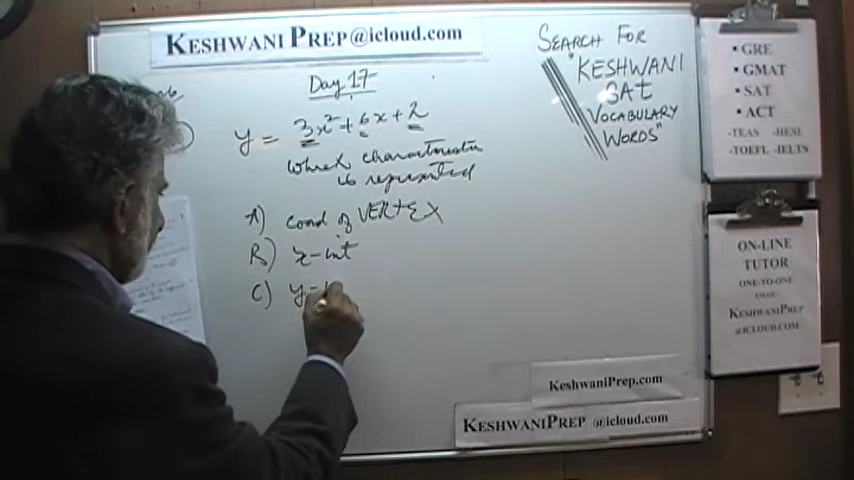 KESHWANI PREP@icloud.com
Day 17
y = 3x² + 6x + 2
which characteristic
is represented
A) coord of VERTEX
B) x-int
C) y-i
SEARCH FOR
"KESHWANI
SAT
VOCABULARY
WORDS"
▪ GRE
▪ GMAT
▪ SAT
▪ ACT
-TEAS -HESI
-TOEFL -IELTS
ON-LINE
TUTOR
ONE-TO-ONE
EMAIL:
KESHWANIPREP
@ICLOUD.COM
KeshwaniPrep.com
KESHWANIPREP @icloud.com